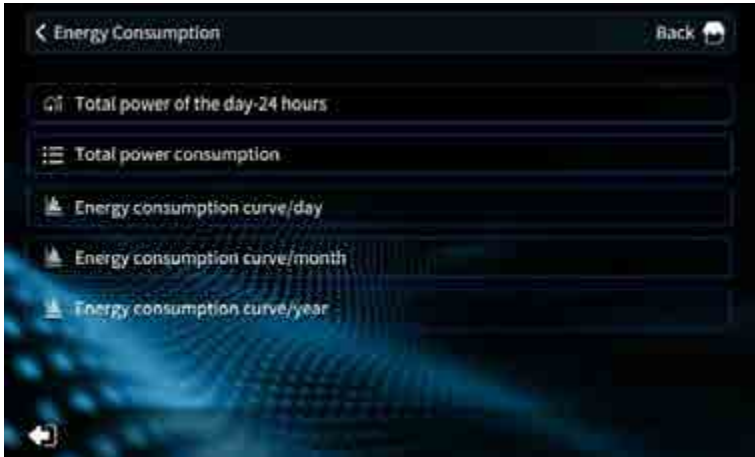 Energy Consumption
Back
Total power of the day-24 hours
Total power consumption
Energy consumption curve/day
Energy consumption curve/month
Energy consumption curve/year